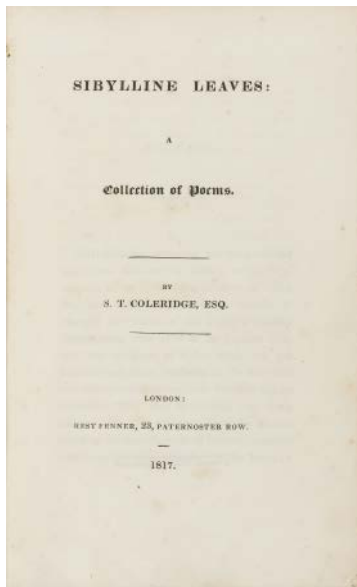 SIBYLLINE LEAVES:
A
Collection of Poems.
BY
S. T. COLERIDGE, ESQ.
LONDON:
REST FENNER, 23, PATERNOSTER ROW.
1817.